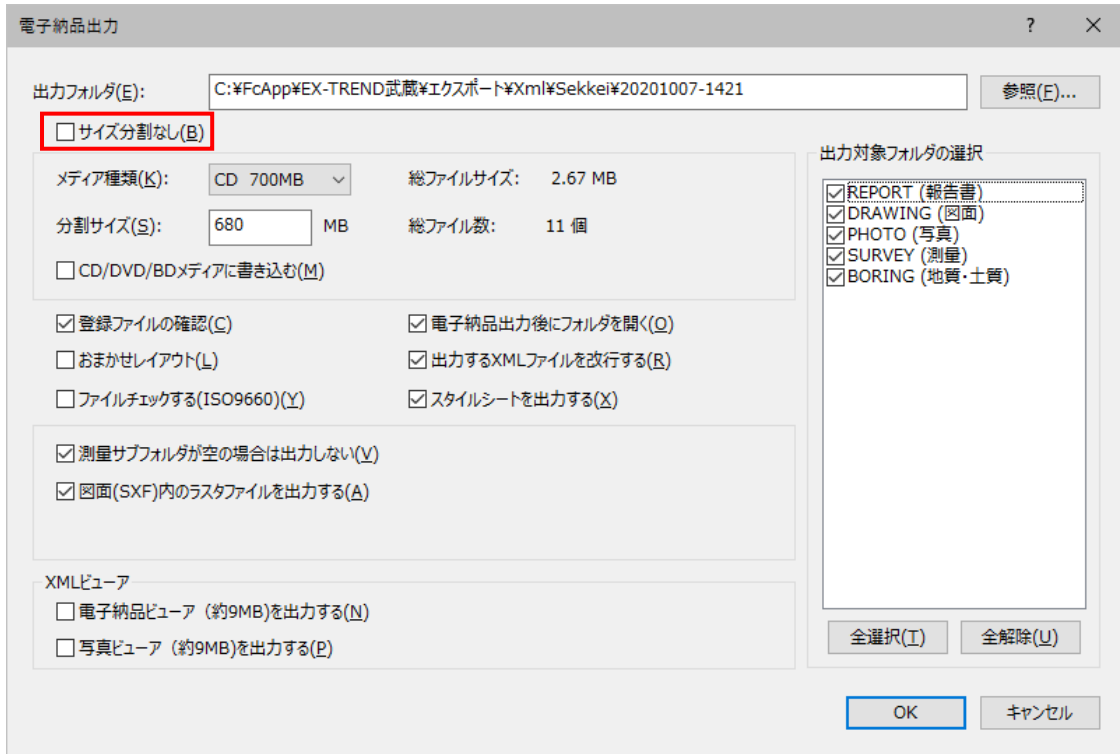 電子納品出力
? ×
出力フォルダ(E): C:¥FcApp¥EX-TREND武蔵¥エクスポート¥Xml¥Sekkei¥20201007-1421 参照(F)...
サイズ分割なし(B)
メディア種類(K): CD 700MB 総ファイルサイズ: 2.67 MB
分割サイズ(S): 680 MB 総ファイル数: 11 個
CD/DVD/BDメディアに書き込む(M)
登録ファイルの確認(C) 電子納品出力後にフォルダを開く(O)
おまかせレイアウト(L) 出力するXMLファイルを改行する(R)
ファイルチェックする(ISO9660)(Y) スタイルシートを出力する(X)
測量サブフォルダが空の場合は出力しない(V)
図面(SXF)内のラスタファイルを出力する(A)
XMLビューア
電子納品ビューア (約9MB)を出力する(N)
写真ビューア (約9MB)を出力する(P)
出力対象フォルダの選択
REPORT (報告書)
DRAWING (図面)
PHOTO (写真)
SURVEY (測量)
BORING (地質・土質)
全選択(T) 全解除(U)
OK キャンセル